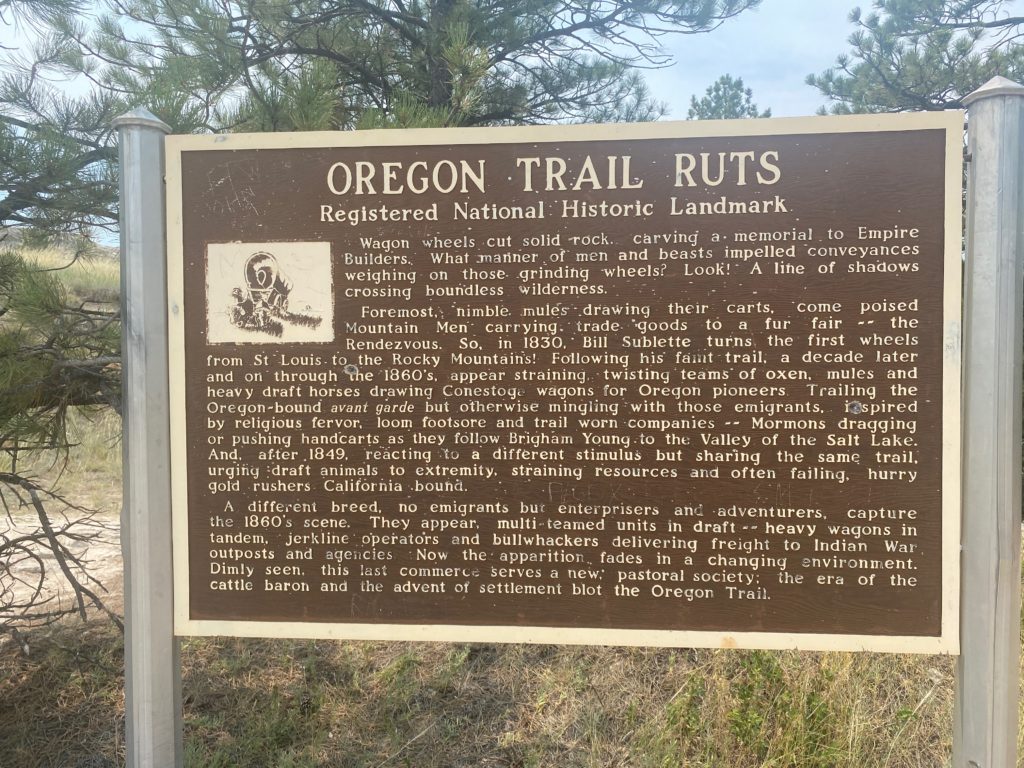 OREGON TRAIL RUTS
Registered National Historic Landmark
Wagon wheels cut solid rock, carving a memorial to Empire
Builders. What manner of men and beasts impelled conveyances
weighing on those grinding wheels? Look! A line of shadows
crossing boundless wilderness.
Foremost, nimble mules drawing their carts, come poised
Mountain Men carrying trade goods to a fur fair -- the
Rendezvous. So, in 1830, Bill Sublette turns the first wheels
from St Louis to the Rocky Mountains! Following his faint trail, a decade later
and on through the 1860's, appear straining, twisting teams of oxen, mules and
heavy draft horses drawing Conestoga wagons for Oregon pioneers. Trailing the
Oregon-bound avant garde but otherwise mingling with those emigrants, inspired
by religious fervor, loom footsore and trail worn companies -- Mormons dragging
or pushing handcarts as they follow Brigham Young to the Valley of the Salt Lake.
And, after 1849, reacting to a different stimulus but sharing the same trail,
urging draft animals to extremity, straining resources and often failing, hurry
gold rushers California bound.
A different breed, no emigrants but enterprisers and adventurers, capture
the 1860's scene. They appear, multi-teamed units in draft -- heavy wagons in
tandem, jerkline operators and bullwhackers delivering freight to Indian War
outposts and agencies. Now the apparition fades in a changing environment.
Dimly seen, this last commerce serves a new, pastoral society; the era of the
cattle baron and the advent of settlement blot the Oregon Trail.